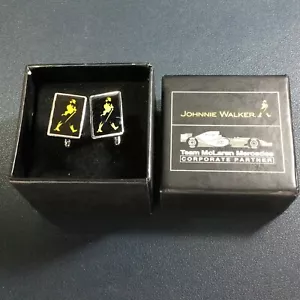 JOHNNIE WALKER
Team McLaren Mercedes
CORPORATE PARTNER